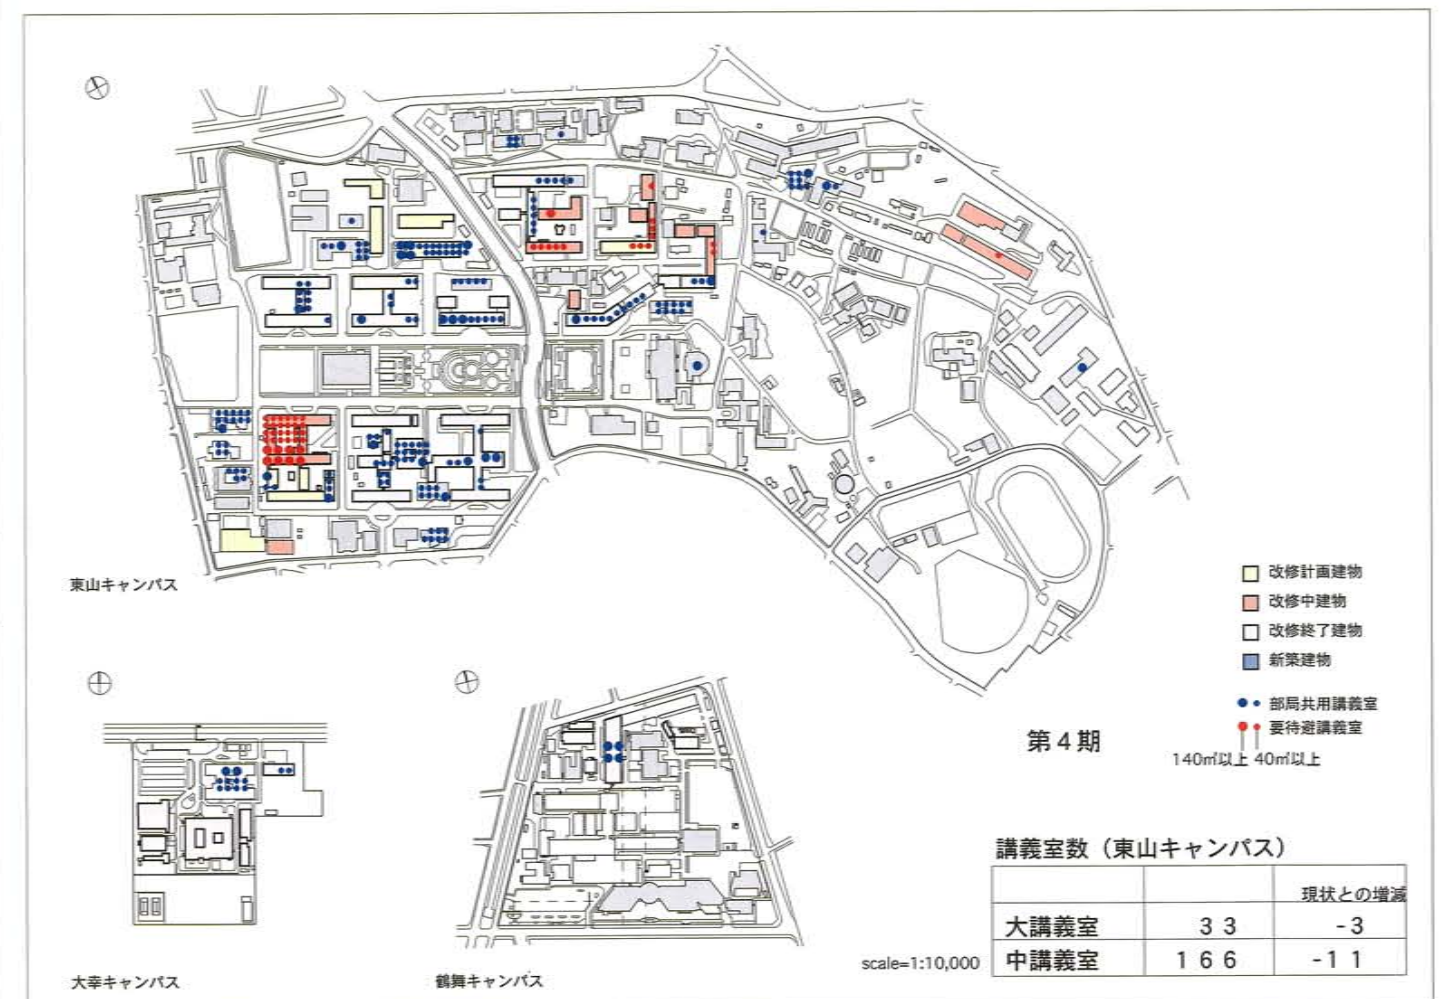 東山キャンパス
改修計画建物
改修中建物
改修終了建物
新築建物
部局共用講義室
要待避講義室
140㎡以上 40㎡以上
第４期
大幸キャンパス
鶴舞キャンパス
scale=1:10,000
講義室数（東山キャンパス）
現状との増減
大講義室 33 -3
中講義室 166 -11